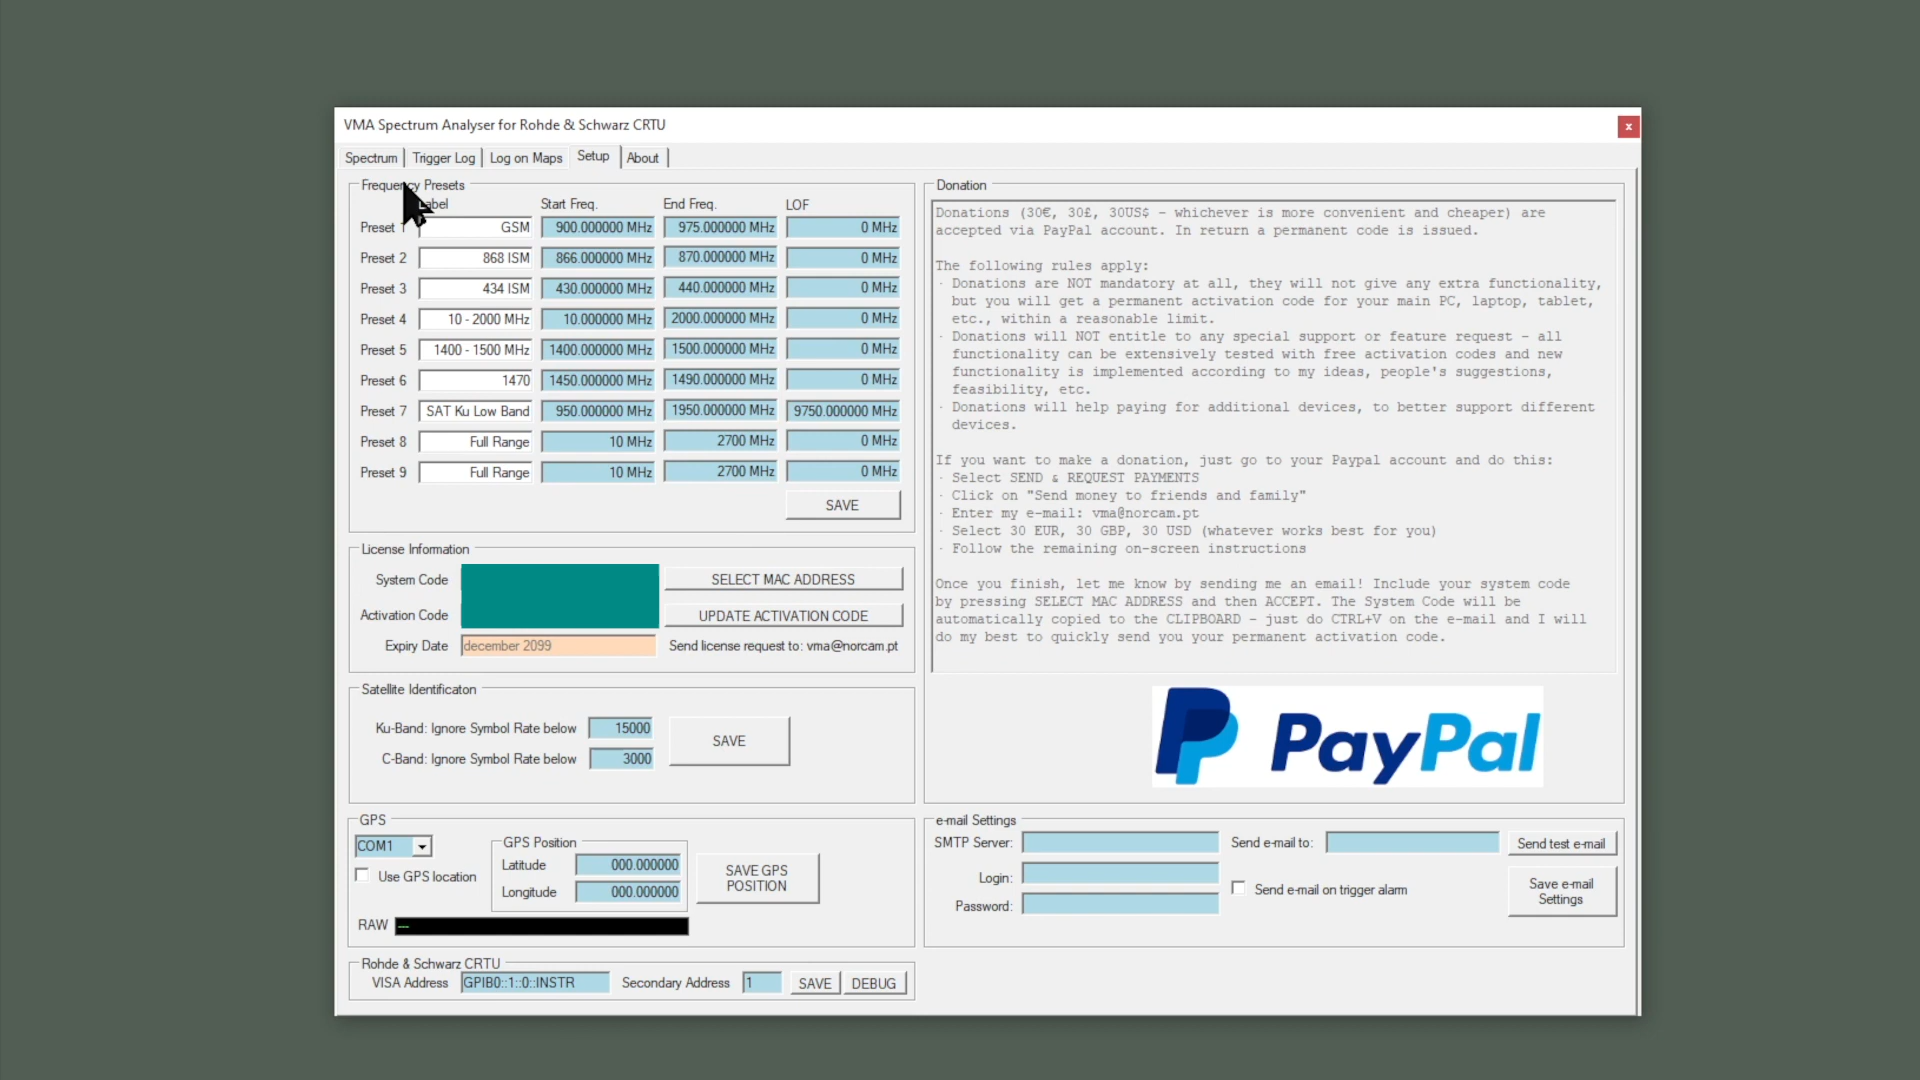 VMA Spectrum Analyser for Rohde & Schwarz CRTU
x
Spectrum Trigger Log Log on Maps Setup About
Frequency Presets
Label Start Freq. End Freq. LOF
Preset 1 GSM 900.000000 MHz 975.000000 MHz 0 MHz
Preset 2 868 ISM 866.000000 MHz 870.000000 MHz 0 MHz
Preset 3 434 ISM 430.000000 MHz 440.000000 MHz 0 MHz
Preset 4 10 - 2000 MHz 10.000000 MHz 2000.000000 MHz 0 MHz
Preset 5 1400 - 1500 MHz 1400.000000 MHz 1500.000000 MHz 0 MHz
Preset 6 1470 1450.000000 MHz 1490.000000 MHz 0 MHz
Preset 7 SAT Ku Low Band 950.000000 MHz 1950.000000 MHz 9750.000000 MHz
Preset 8 Full Range 10 MHz 2700 MHz 0 MHz
Preset 9 Full Range 10 MHz 2700 MHz 0 MHz
SAVE
License Information
System Code SELECT MAC ADDRESS
Activation Code UPDATE ACTIVATION CODE
Expiry Date december 2099 Send license request to: vma@norcam.pt
Satellite Identificaton
Ku-Band: Ignore Symbol Rate below 15000
SAVE
C-Band: Ignore Symbol Rate below 3000
GPS
COM1
Use GPS location
GPS Position
Latitude 000.000000
Longitude 000.000000
SAVE GPS
POSITION
RAW ---
Rohde & Schwarz CRTU
VISA Address GPIB0::1::0::INSTR Secondary Address 1 SAVE DEBUG
Donation
Donations (30€, 30£, 30US$ - whichever is more convenient and cheaper) are
accepted via PayPal account. In return a permanent code is issued.
The following rules apply:
· Donations are NOT mandatory at all, they will not give any extra functionality,
but you will get a permanent activation code for your main PC, laptop, tablet,
etc., within a reasonable limit.
· Donations will NOT entitle to any special support or feature request - all
functionality can be extensively tested with free activation codes and new
functionality is implemented according to my ideas, people's suggestions,
feasibility, etc.
· Donations will help paying for additional devices, to better support different
devices.
If you want to make a donation, just go to your Paypal account and do this:
· Select SEND & REQUEST PAYMENTS
· Click on "Send money to friends and family"
· Enter my e-mail: vma@norcam.pt
· Select 30 EUR, 30 GBP, 30 USD (whatever works best for you)
· Follow the remaining on-screen instructions
Once you finish, let me know by sending me an email! Include your system code
by pressing SELECT MAC ADDRESS and then ACCEPT. The System Code will be
automatically copied to the CLIPBOARD - just do CTRL+V on the e-mail and I will
do my best to quickly send you your permanent activation code.
PayPal
e-mail Settings
SMTP Server: Send e-mail to: Send test e-mail
Login:
Send e-mail on trigger alarm
Password:
Save e-mail
Settings